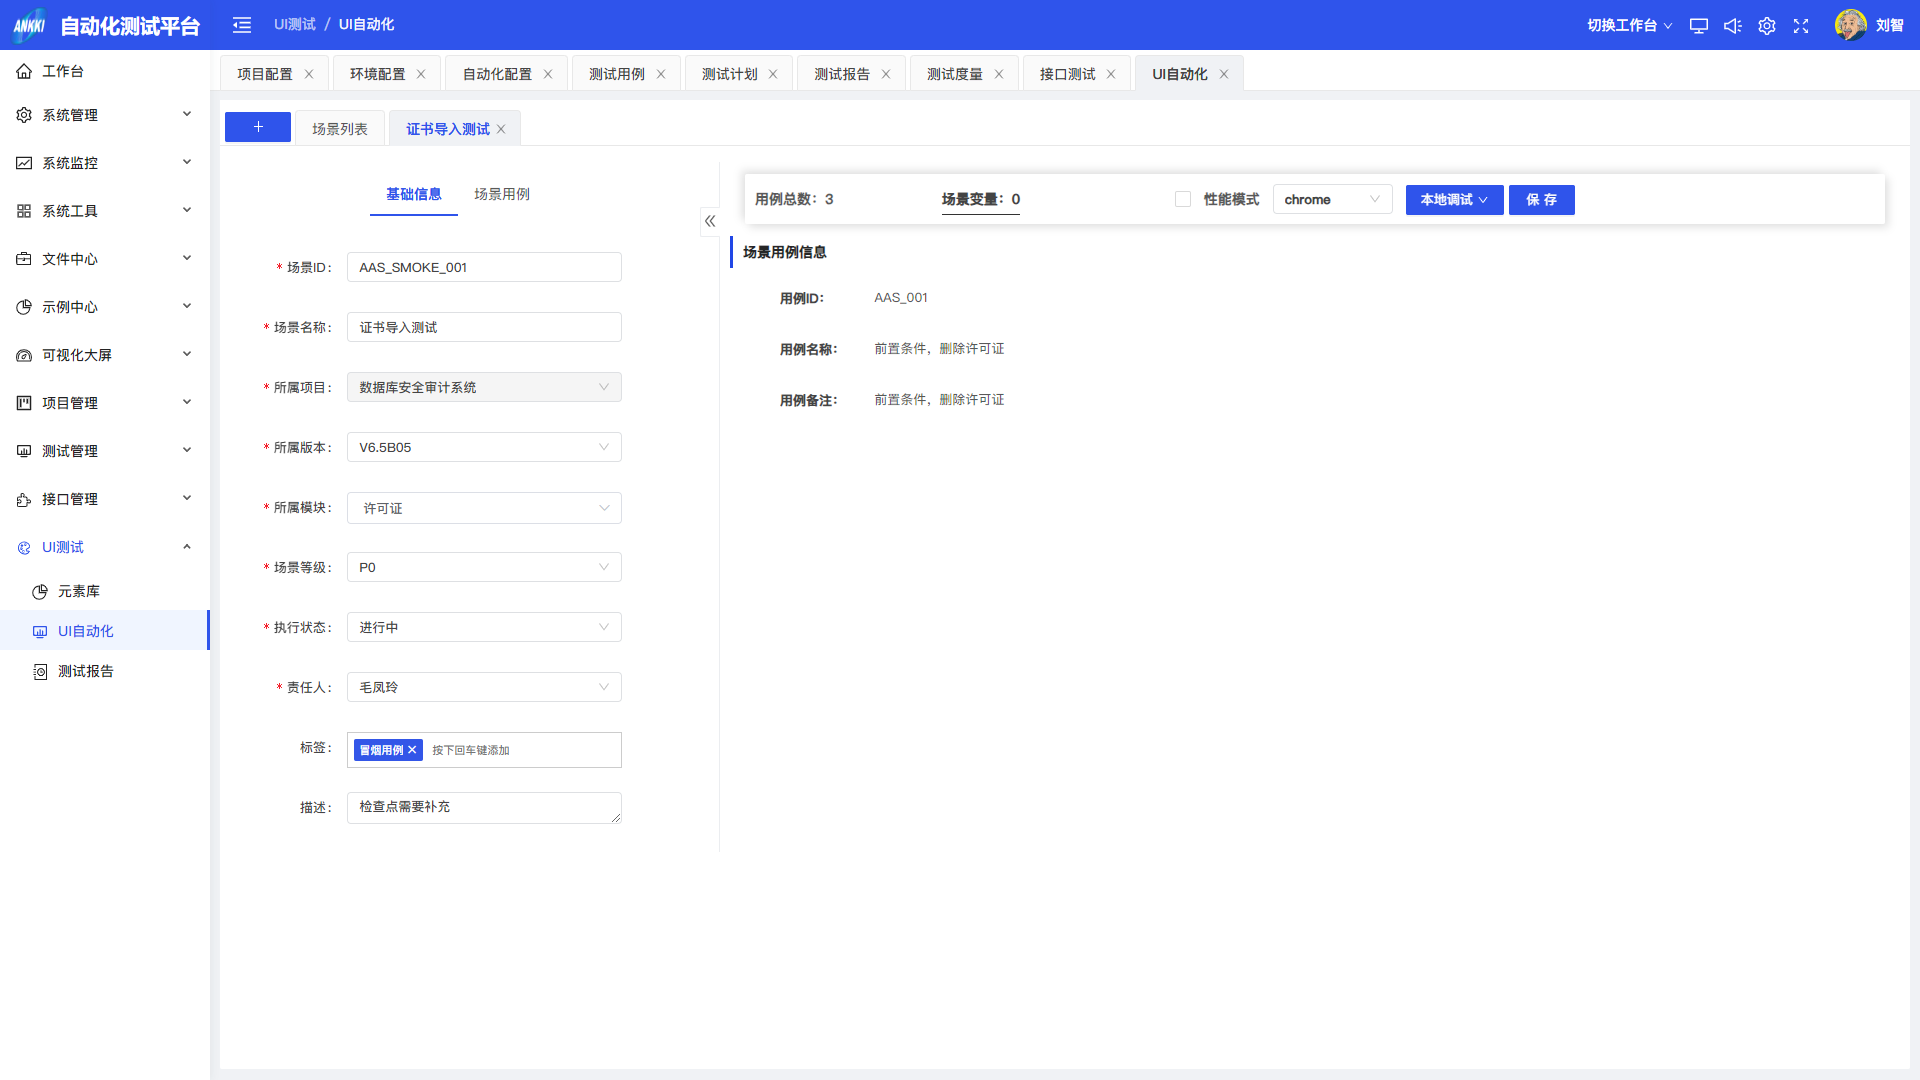 ANKKI 自动化测试平台
UI测试 / UI自动化
切换工作台
刘智
工作台
系统管理
系统监控
系统工具
文件中心
示例中心
可视化大屏
项目管理
测试管理
接口管理
UI测试
元素库
UI自动化
测试报告
项目配置
环境配置
自动化配置
测试用例
测试计划
测试报告
测试度量
接口测试
UI自动化
+
场景列表
证书导入测试
基础信息
场景用例
* 场景ID： AAS_SMOKE_001
* 场景名称： 证书导入测试
* 所属项目： 数据库安全审计系统
* 所属版本： V6.5B05
* 所属模块： 许可证
* 场景等级： P0
* 执行状态： 进行中
* 责任人： 毛凤玲
标签： 冒烟用例 按下回车键添加
描述： 检查点需要补充
用例总数：3
场景变量：0
性能模式
chrome
本地调试
保 存
场景用例信息
用例ID： AAS_001
用例名称： 前置条件，删除许可证
用例备注： 前置条件，删除许可证